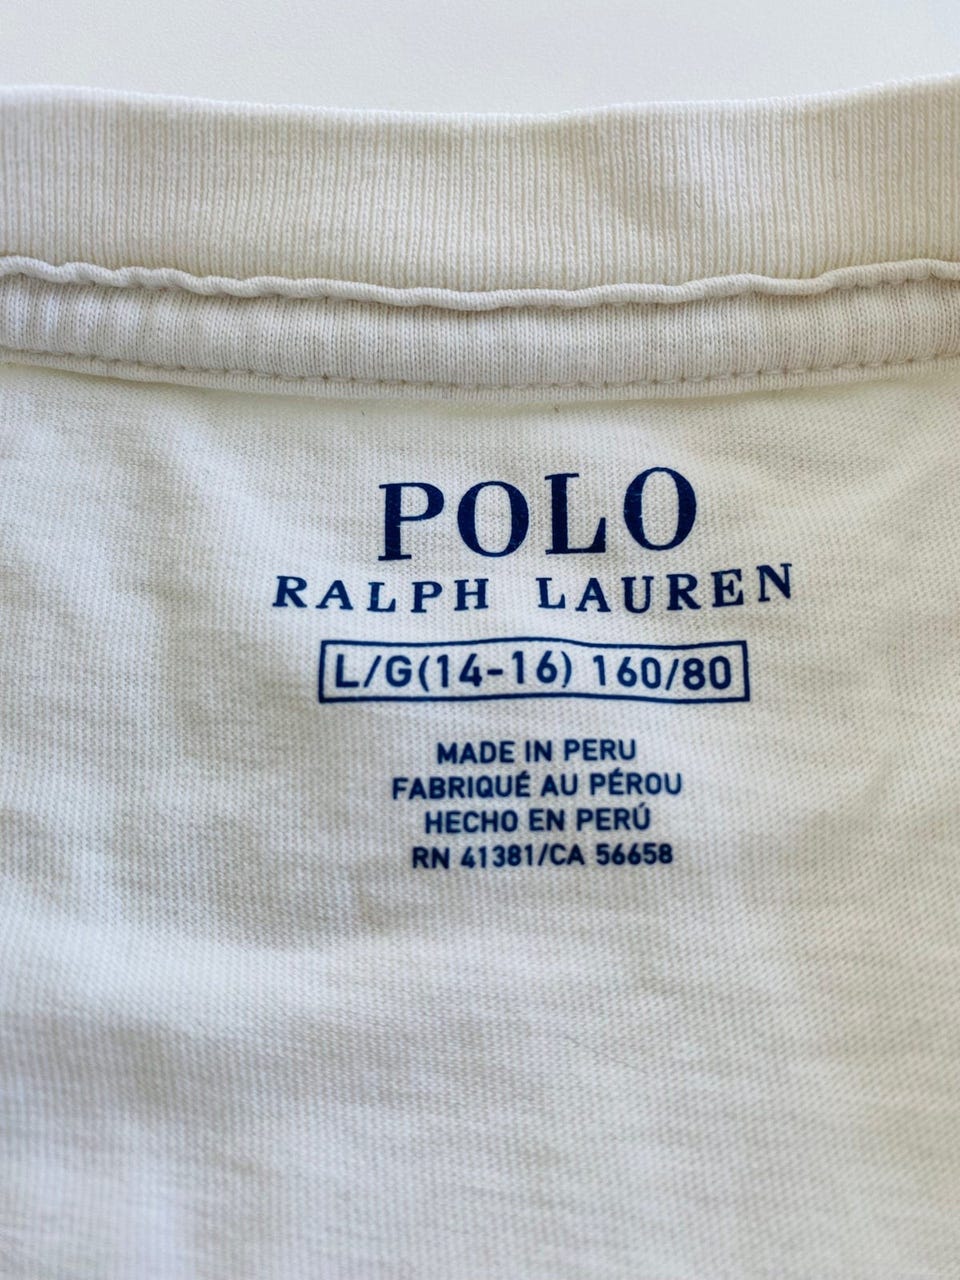 POLO
RALPH LAUREN
L/G(14-16) 160/80
MADE IN PERU
FABRIQUÉ AU PÉROU
HECHO EN PERÚ
RN 41381/CA 56658